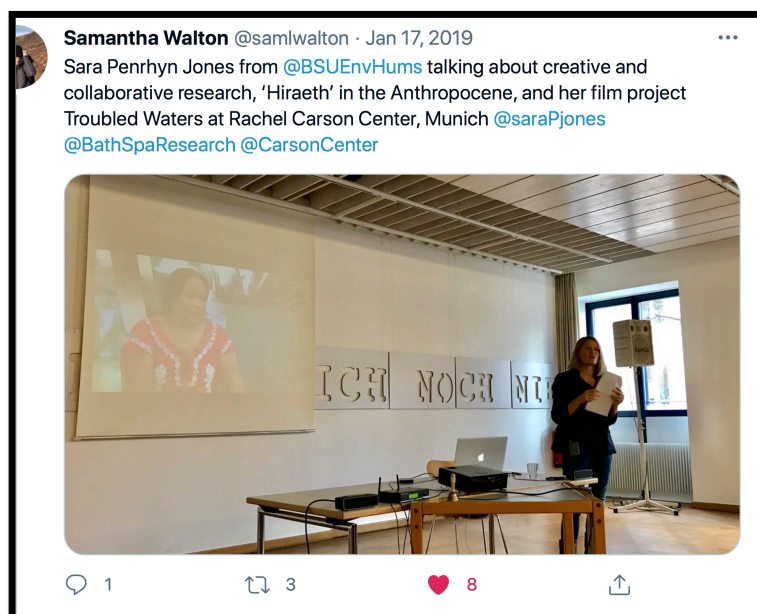 Samantha Walton @samlwalton · Jan 17, 2019
Sara Penrhyn Jones from @BSUEnvHums talking about creative and
collaborative research, ‘Hiraeth’ in the Anthropocene, and her film project
Troubled Waters at Rachel Carson Center, Munich @saraPjones
@BathSpaResearch @CarsonCenter
ICH NOCH NIE
1 3 8